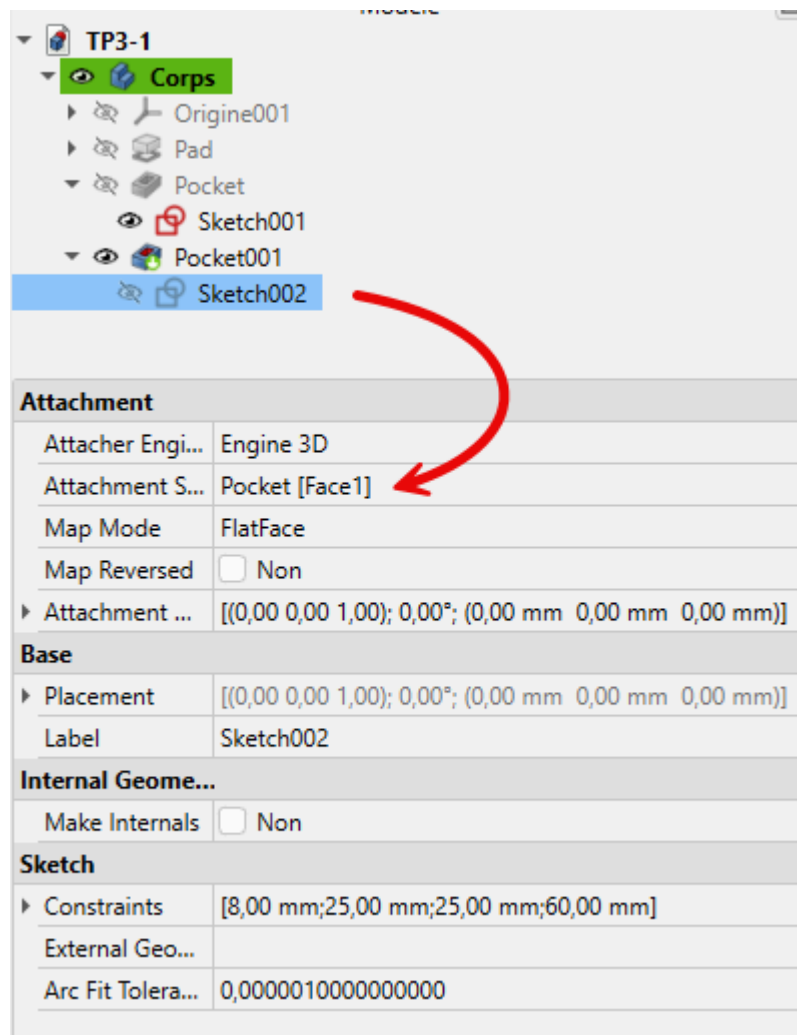 TP3-1
Corps
Origine001
Pad
Pocket
Sketch001
Pocket001
Sketch002
Attachment
Attacher Engi... Engine 3D
Attachment S... Pocket [Face1]
Map Mode FlatFace
Map Reversed Non
Attachment ... [(0,00 0,00 1,00); 0,00°; (0,00 mm 0,00 mm 0,00 mm)]
Base
Placement [(0,00 0,00 1,00); 0,00°; (0,00 mm 0,00 mm 0,00 mm)]
Label Sketch002
Internal Geome...
Make Internals Non
Sketch
Constraints [8,00 mm;25,00 mm;25,00 mm;60,00 mm]
External Geo...
Arc Fit Tolera... 0,0000010000000000